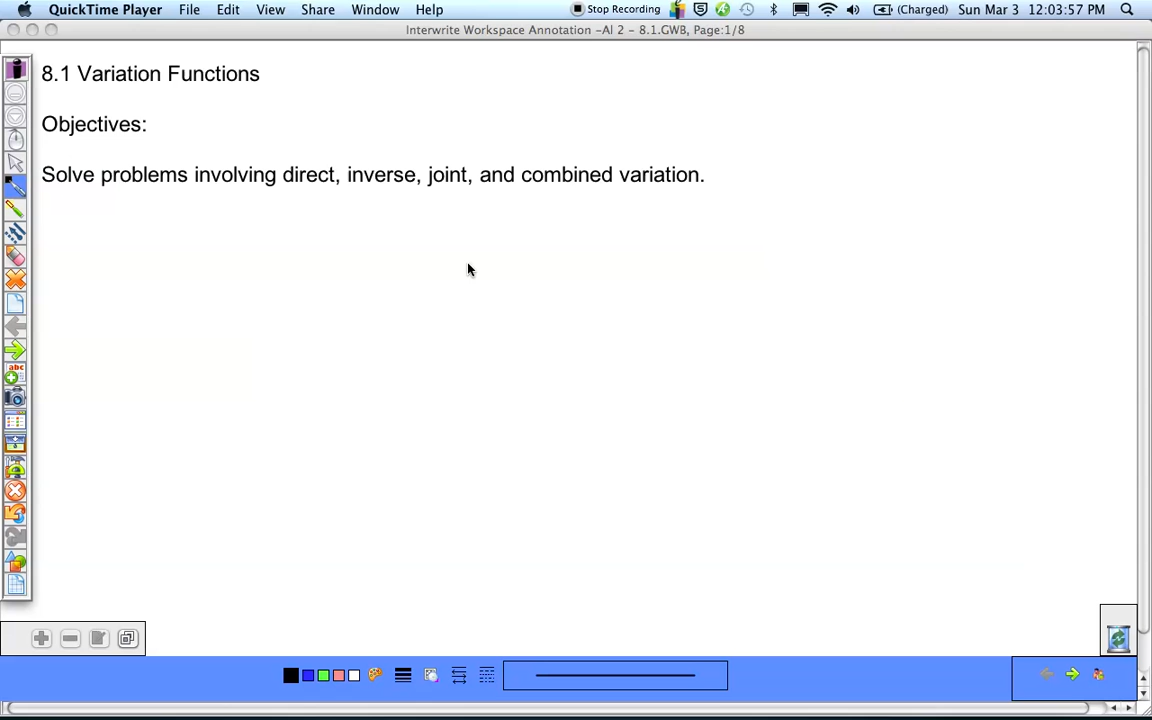 QuickTime Player File Edit View Share Window Help Stop Recording (Charged) Sun Mar 3 12:03:57 PM
Interwrite Workspace Annotation -Al 2 - 8.1.GWB, Page:1/8
8.1 Variation Functions
Objectives:
Solve problems involving direct, inverse, joint, and combined variation.
abc